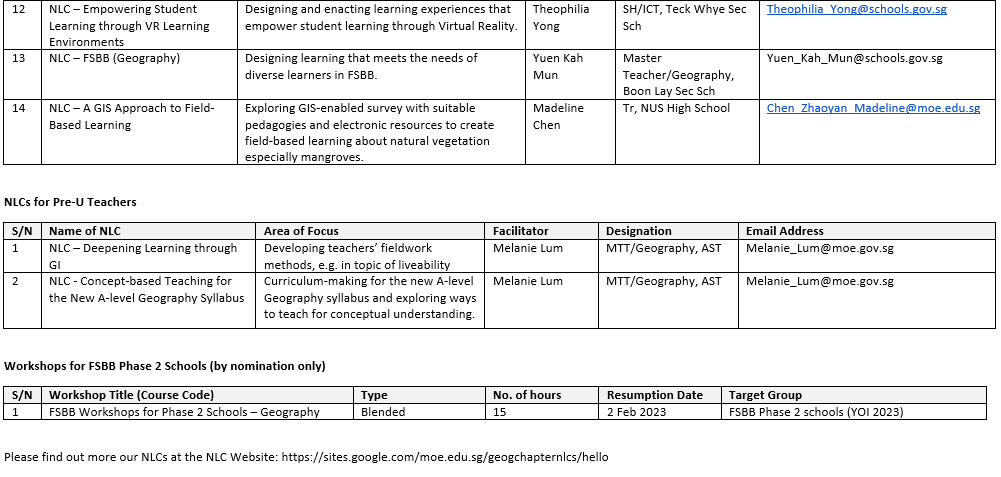 12 NLC – Empowering Student Designing and enacting learning experiences that Theophilia SH/ICT, Teck Whye Sec Theophilia_Yong@schools.gov.sg
Learning through VR Learning empower student learning through Virtual Reality. Yong Sch
Environments
13 NLC – FSBB (Geography) Designing learning that meets the needs of Yuen Kah Master Yuen_Kah_Mun@schools.gov.sg
diverse learners in FSBB. Mun Teacher/Geography,
Boon Lay Sec Sch
14 NLC – A GIS Approach to Field- Exploring GIS-enabled survey with suitable Madeline Tr, NUS High School Chen_Zhaoyan_Madeline@moe.edu.sg
Based Learning pedagogies and electronic resources to create Chen
field-based learning about natural vegetation
especially mangroves.
NLCs for Pre-U Teachers
S/N Name of NLC Area of Focus Facilitator Designation Email Address
1 NLC – Deepening Learning through Developing teachers’ fieldwork Melanie Lum MTT/Geography, AST Melanie_Lum@moe.gov.sg
GI methods, e.g. in topic of liveability
2 NLC - Concept-based Teaching for Curriculum-making for the new A-level Melanie Lum MTT/Geography, AST Melanie_Lum@moe.gov.sg
the New A-level Geography Syllabus Geography syllabus and exploring ways
to teach for conceptual understanding.
Workshops for FSBB Phase 2 Schools (by nomination only)
S/N Workshop Title (Course Code) Type No. of hours Resumption Date Target Group
1 FSBB Workshops for Phase 2 Schools – Geography Blended 15 2 Feb 2023 FSBB Phase 2 schools (YOI 2023)
Please find out more our NLCs at the NLC Website: https://sites.google.com/moe.edu.sg/geogchapternlcs/hello